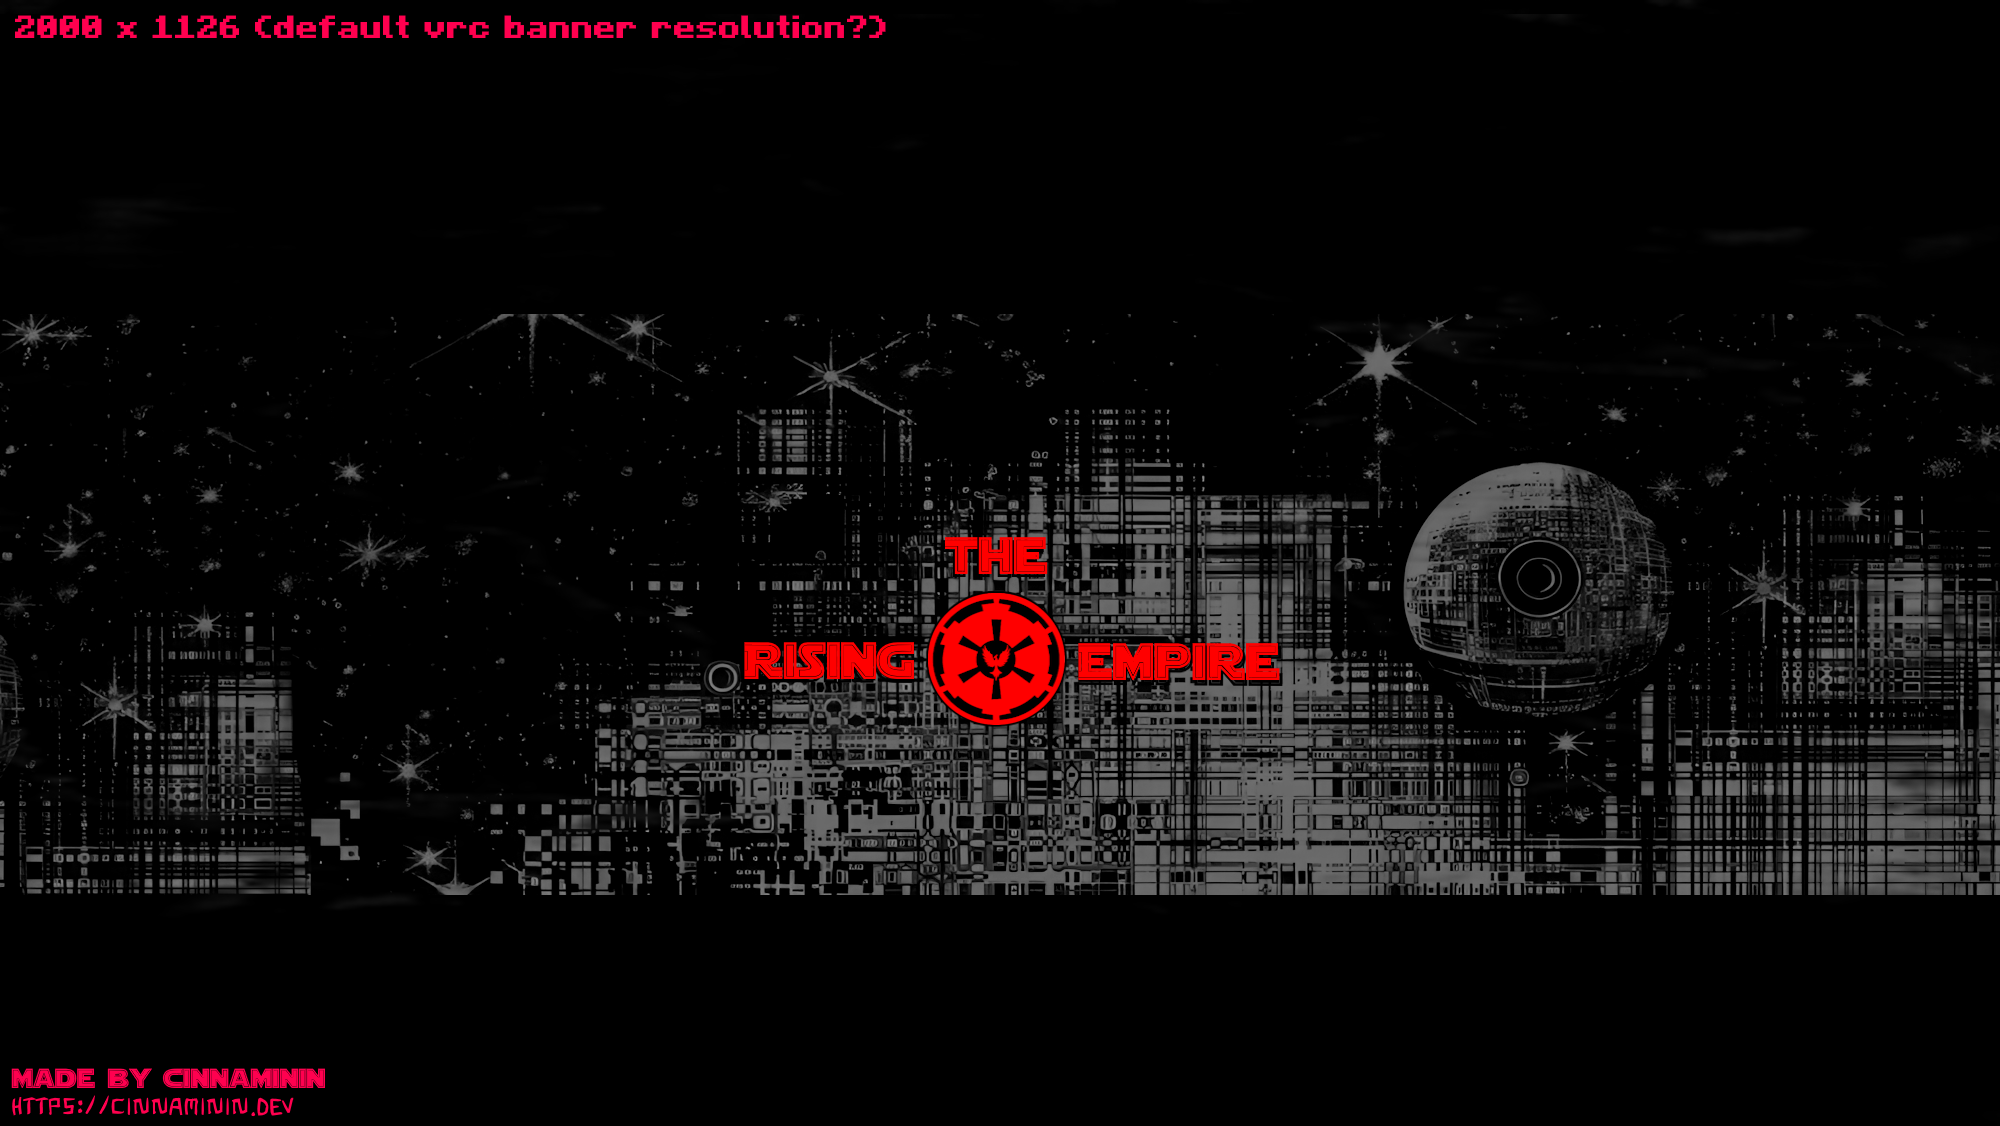 2000 x 1126 (default vrc banner resolution?)
THE
RISING EMPIRE
MADE BY CINNAMININ
HTTPS://CINNAMININ.DEV